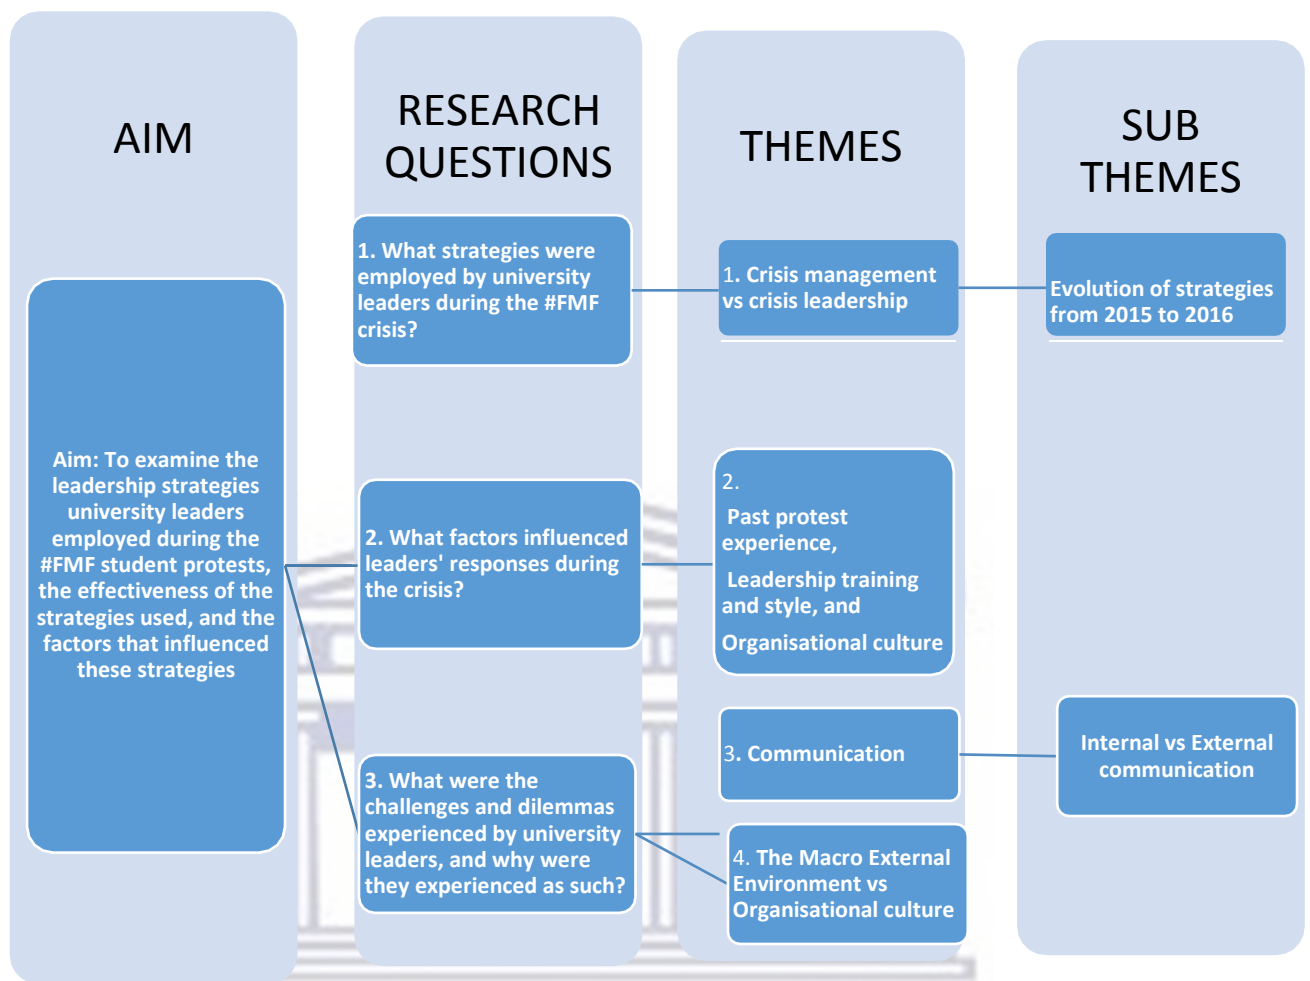 AIM
Aim: To examine the
leadership strategies
university leaders
employed during the
#FMF student protests,
the effectiveness of the
strategies used, and the
factors that influenced
these strategies
RESEARCH
QUESTIONS
1. What strategies were
employed by university
leaders during the #FMF
crisis?
2. What factors influenced
leaders' responses during
the crisis?
3. What were the
challenges and dilemmas
experienced by university
leaders, and why were
they experienced as such?
THEMES
1. Crisis management
vs crisis leadership
2.
Past protest
experience,
Leadership training
and style, and
Organisational culture
3. Communication
4. The Macro External
Environment vs
Organisational culture
SUB
THEMES
Evolution of strategies
from 2015 to 2016
Internal vs External
communication